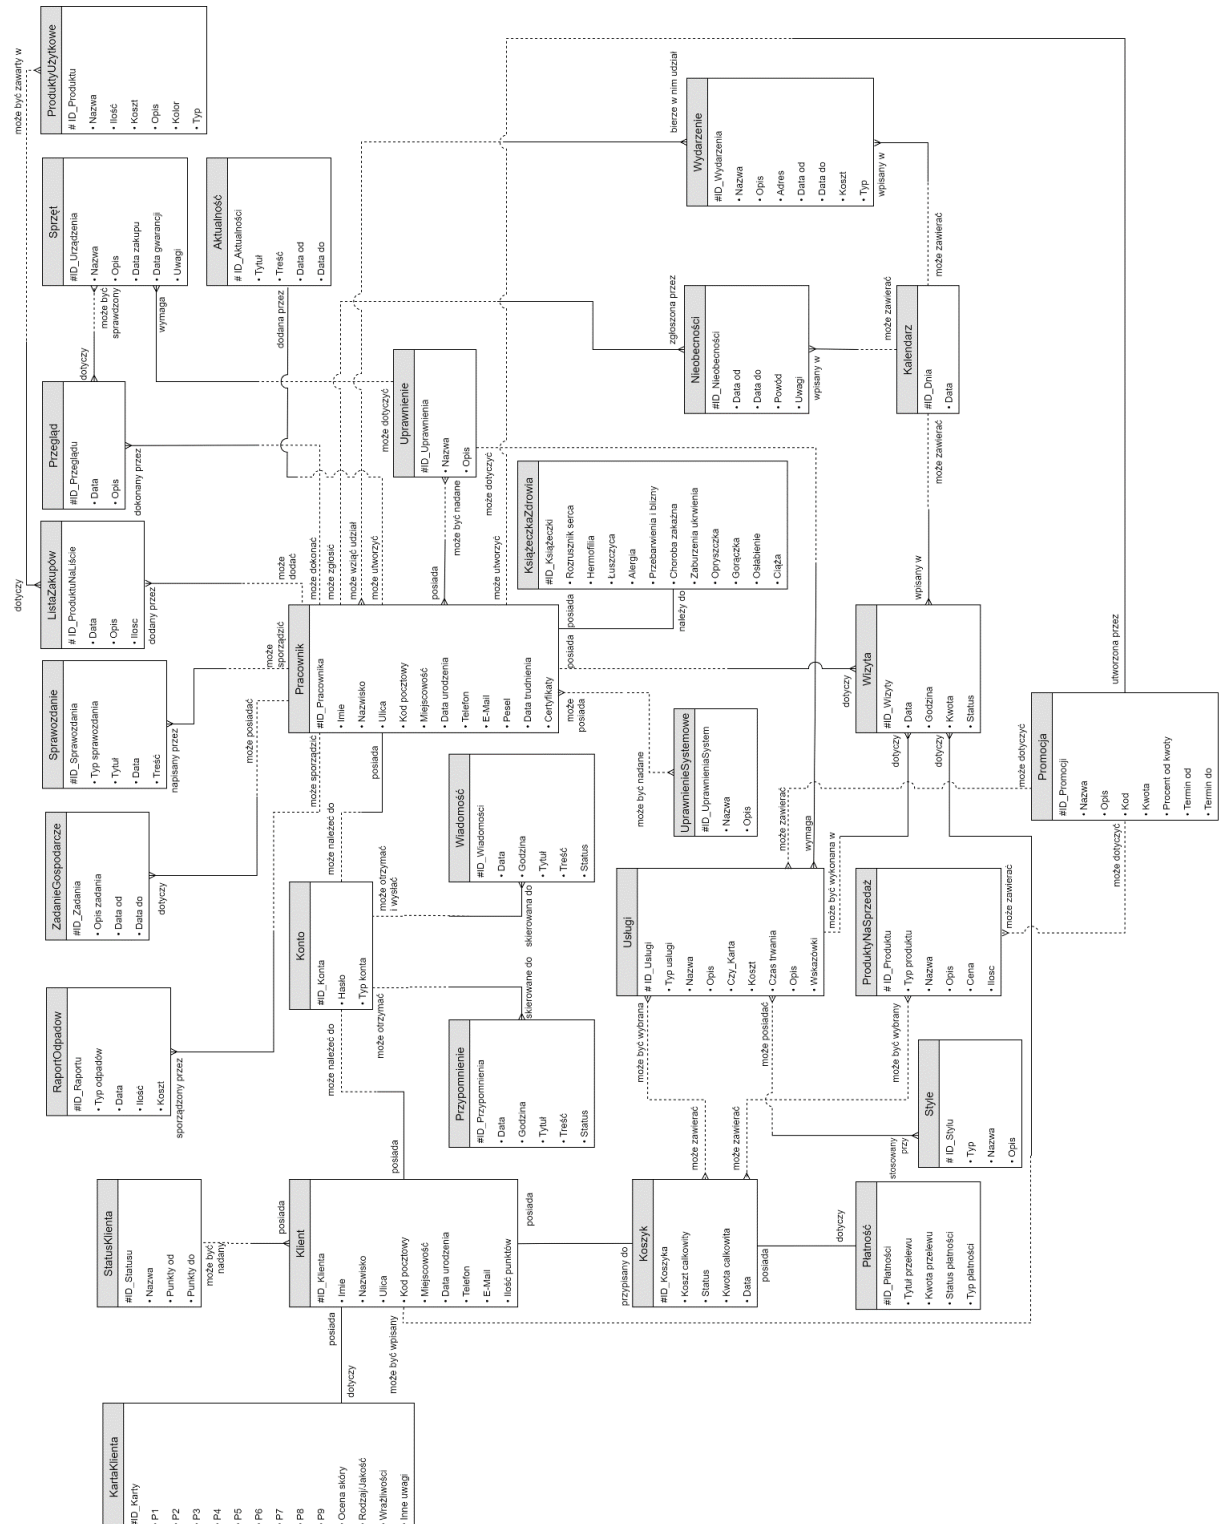 KartaKlienta
#ID_Karty
• P1
• P2
• P3
• P4
• P5
• P6
• P7
• P8
• P9
• Ocena skóry
• Rodzaj/Jakość
• Wrażliwości
• Inne uwagi
dotyczy
posiada
może być wpisany
StatusKlienta
#ID_Statusu
• Nazwa
• Punkty od
• Punkty do
może być
nadany
posiada
Klient
#ID_Klienta
• Imie
• Nazwisko
• Ulica
• Kod pocztowy
• Miejscowość
• Data urodzenia
• Telefon
• E-Mail
• Ilość punktów
posiada
posiada
przypisany do
Koszyk
#ID_Koszyka
• Koszt calkowity
• Status
• Kwota calkowita
• Data
posiada
dotyczy
może zawierać
może zawierać
Płatność
#ID_Płatności
• Tytuł przelewu
• Kwota przelewu
• Status płatności
• Typ płatności
RaportOdpadow
#ID_Raportu
• Typ odpadów
• Data
• Ilość
• Koszt
sporządzony przez
Przypomnienie
#ID_Przypomnienia
• Data
• Godzina
• Tytuł
• Treść
• Status
skierowane do
Style
# ID_Stylu
• Typ
• Nazwa
• Opis
stosowany
przy
Konto
#ID_Konta
• Hasło
• Typ konta
może należeć do
może otrzymać
może należeć do
może otrzymać
i wysłać
ZadanieGospodarcze
#ID_Zadania
• Opis zadania
• Data od
• Data do
dotyczy
Wiadomość
#ID_Wiadomości
• Data
• Godzina
• Tytuł
• Treść
• Status
skierowana do
Usługi
# ID_Uslugi
• Typ uslugi
• Nazwa
• Opis
• Czy_Karta
• Koszt
• Czas trwania
• Opis
• Wskazówki
może być wybrana
może posiadać
może zawierać
wymaga
może być wykonana w
ProduktyNaSprzedaż
# ID_Produktu
• Typ produktu
• Nazwa
• Opis
• Cena
• Ilosc
może być wybrany
może zawierać
Sprawozdanie
#ID_Sprawozdania
• Typ sprawozdania
• Tytuł
• Data
• Treść
napisany przez
UprawnienieSystemowe
#ID_UprawnieniaSystem
• Nazwa
• Opis
może być nadane
Promocja
#ID_Promocji
• Nazwa
• Opis
• Kod
• Kwota
• Procent od kwoty
• Termin od
• Termin do
może dotyczyć
może dotyczyć
utworzona przez
Pracownik
#ID_Pracownika
• Imie
• Nazwisko
• Ulica
• Kod pocztowy
• Miejscowość
• Data urodzenia
• Telefon
• E-Mail
• Pesel
• Data trudnienia
• Certyfikaty
może sporządzić
posiada
może posiadać
może
sporządzić
może
dodać
może dokonać
może zgłosić
może wziąć udział
może utworzyć
posiada
może utworzyć
posiada
posiada
może
posiada
Wizyta
#ID_Wizyty
• Data
• Godzina
• Kwota
• Status
dotyczy
dotyczy
dotyczy
wpisany w
ListaZakupów
# ID_ProduktuNaLiście
• Data
• Opis
• Ilosc
dotyczy
dodany przez
KsiążeczkaZdrowia
#ID_Książeczki
• Rozrusznik serca
• Hermofilia
• Łuszczyca
• Alergia
• Przebarwienia i blizny
• Choroba zakaźna
• Zaburzenia ukrwienia
• Opryszczka
• Gorączka
• Osłabienie
• Ciąża
należy do
Przegląd
#ID_Przeglądu
• Data
• Opis
dotyczy
dokonany przez
Uprawnienie
#ID_Uprawnienia
• Nazwa
• Opis
może dotyczyć
może być nadane
może dotyczyć
Nieobecności
#ID_Nieobecności
• Data od
• Data do
• Powód
• Uwagi
zgłoszona przez
wpisany w
Kalendarz
#ID_Dnia
• Data
może zawierać
może zawierać
może zawierać
Sprzęt
#ID_Urządzenia
• Nazwa
• Opis
• Data zakupu
• Data gwarancji
• Uwagi
może być
sprawdzony
wymaga
Aktualność
# ID_Aktualności
• Tytuł
• Treść
• Data od
• Data do
dodana przez
Wydarzenie
#ID_Wydarzenia
• Nazwa
• Opis
• Adres
• Data od
• Data do
• Koszt
• Typ
bierze w nim udział
wpisany w
ProduktyUżytkowe
# ID_Produktu
• Nazwa
• Ilość
• Koszt
• Opis
• Kolor
• Typ
może być zawarty w